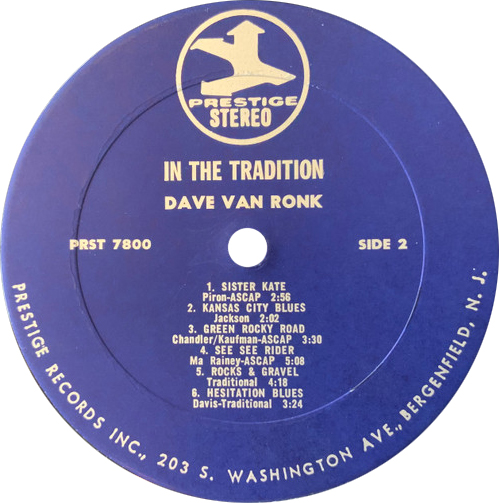 PRESTIGE
STEREO
IN THE TRADITION
DAVE VAN RONK
PRST 7800
SIDE 2
1. SISTER KATE
Piron-ASCAP 2:56
2. KANSAS CITY BLUES
Jackson 2:02
3. GREEN ROCKY ROAD
Chandler/Kaufman-ASCAP 3:30
4. SEE SEE RIDER
Ma Rainey-ASCAP 5:08
5. ROCKS & GRAVEL
Traditional 4:18
6. HESITATION BLUES
Davis-Traditional 3:24
PRESTIGE RECORDS INC., 203 S. WASHINGTON AVE., BERGENFIELD, N. J.